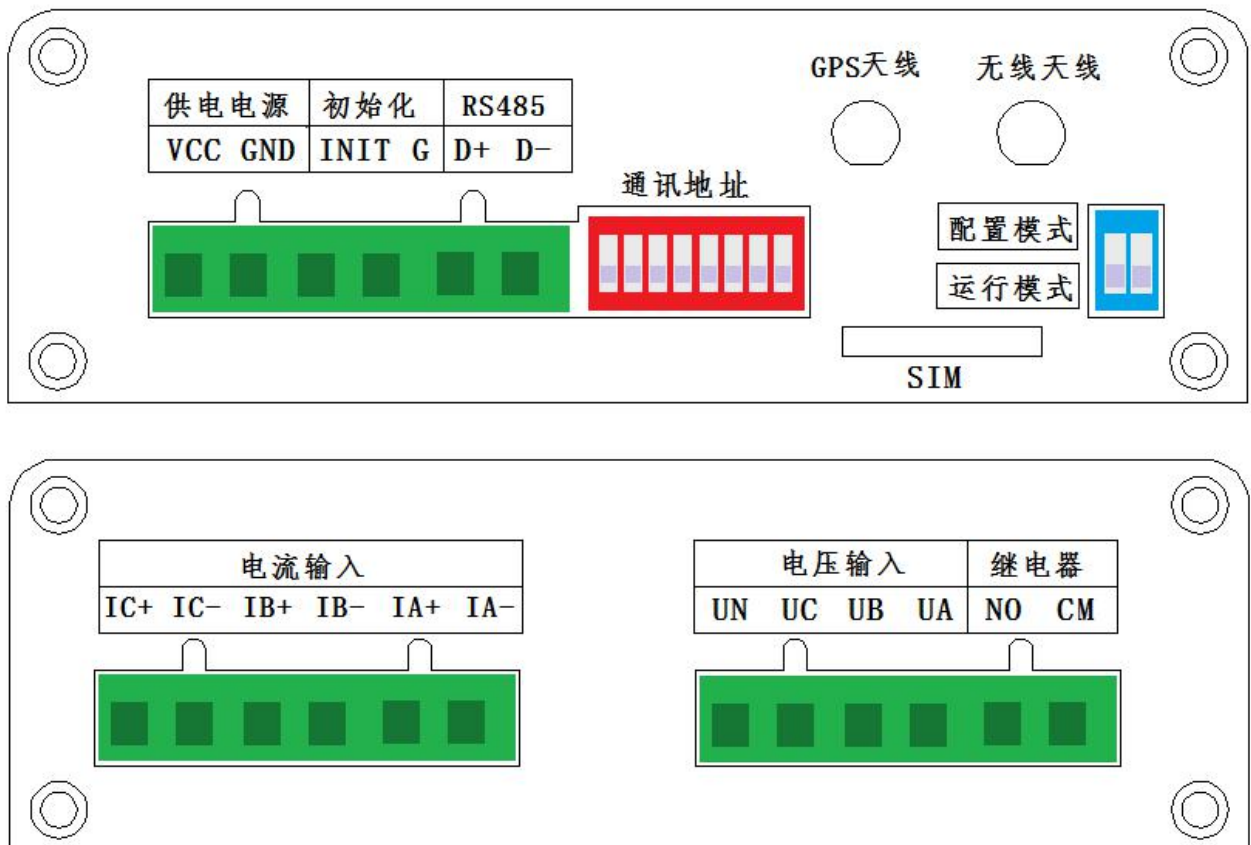 GPS天线 无线天线
供电电源 初始化 RS485
VCC GND INIT G D+ D-
通讯地址
配置模式
运行模式
SIM
电流输入 电压输入 继电器
IC+ IC- IB+ IB- IA+ IA- UN UC UB UA NO CM